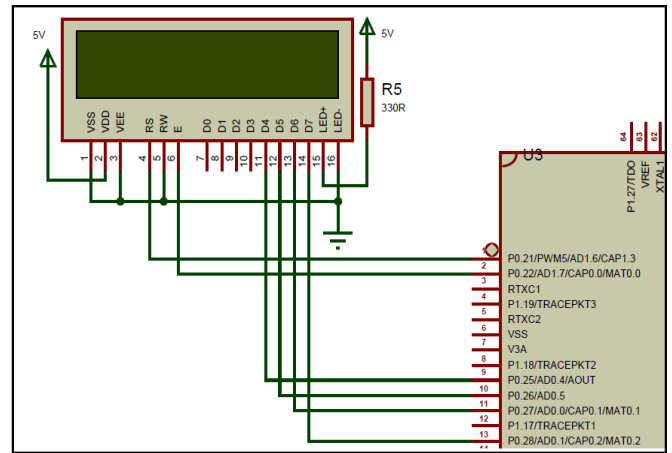 5V
5V
R5
330R
VSS
VDD
VEE
RS
RW
E
D0
D1
D2
D3
D4
D5
D6
D7
LED+
LED-
1
2
3
4
5
6
7
8
9
10
11
12
13
14
15
16
U3
64
63
62
P1.27/TDO
VREF
XTAL1
1
P0.21/PWM5/AD1.6/CAP1.3
2
P0.22/AD1.7/CAP0.0/MAT0.0
3
RTXC1
4
P1.19/TRACEPKT3
5
RTXC2
6
VSS
7
V3A
8
P1.18/TRACEPKT2
9
P0.25/AD0.4/AOUT
10
P0.26/AD0.5
11
P0.27/AD0.0/CAP0.1/MAT0.1
12
P1.17/TRACEPKT1
13
P0.28/AD0.1/CAP0.2/MAT0.2